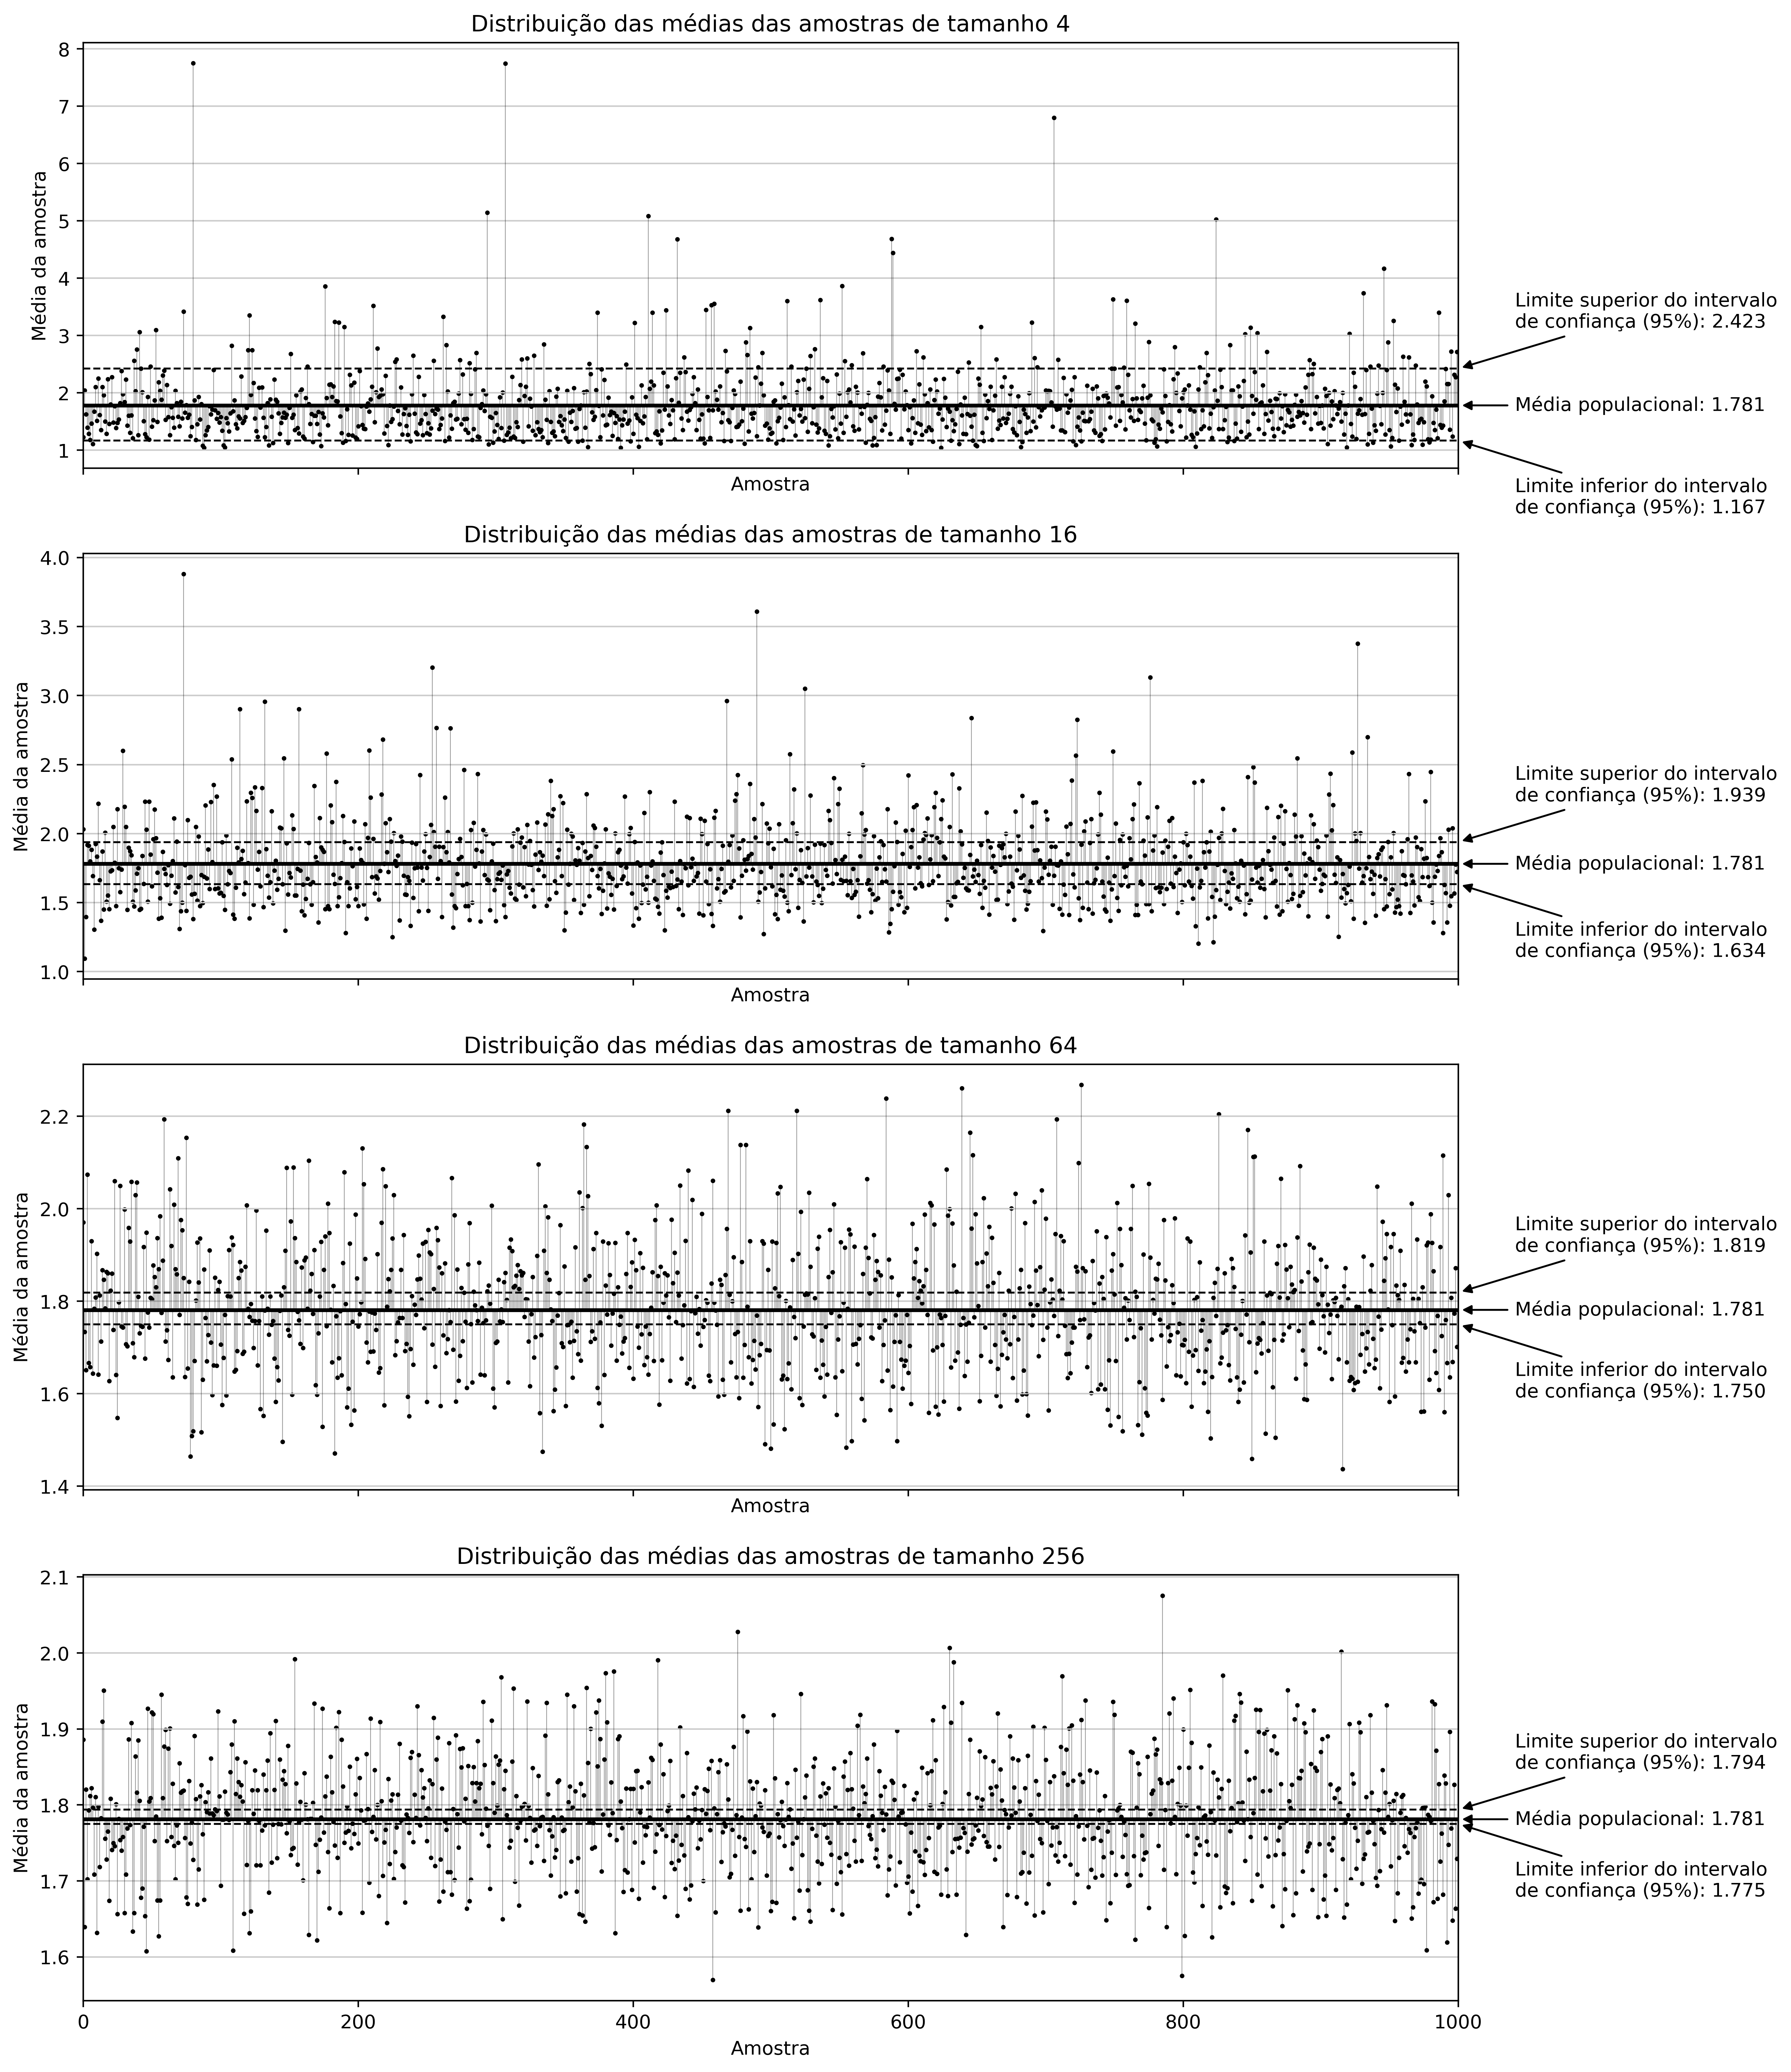 Distribuição das médias das amostras de tamanho 4
8
7
6
5
4
3
2
1
Média da amostra
Amostra
Limite superior do intervalo
de confiança (95%): 2.423
Média populacional: 1.781
Limite inferior do intervalo
de confiança (95%): 1.167
Distribuição das médias das amostras de tamanho 16
4.0
3.5
3.0
2.5
2.0
1.5
1.0
Média da amostra
Amostra
Limite superior do intervalo
de confiança (95%): 1.939
Média populacional: 1.781
Limite inferior do intervalo
de confiança (95%): 1.634
Distribuição das médias das amostras de tamanho 64
2.2
2.0
1.8
1.6
1.4
Média da amostra
Amostra
Limite superior do intervalo
de confiança (95%): 1.819
Média populacional: 1.781
Limite inferior do intervalo
de confiança (95%): 1.750
Distribuição das médias das amostras de tamanho 256
2.1
2.0
1.9
1.8
1.7
1.6
Média da amostra
0 200 400 600 800 1000
Amostra
Limite superior do intervalo
de confiança (95%): 1.794
Média populacional: 1.781
Limite inferior do intervalo
de confiança (95%): 1.775